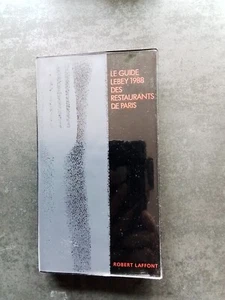 LE GUIDE
LEBEY 1988
DES
RESTAURANTS
DE PARIS
ROBERT LAFFONT